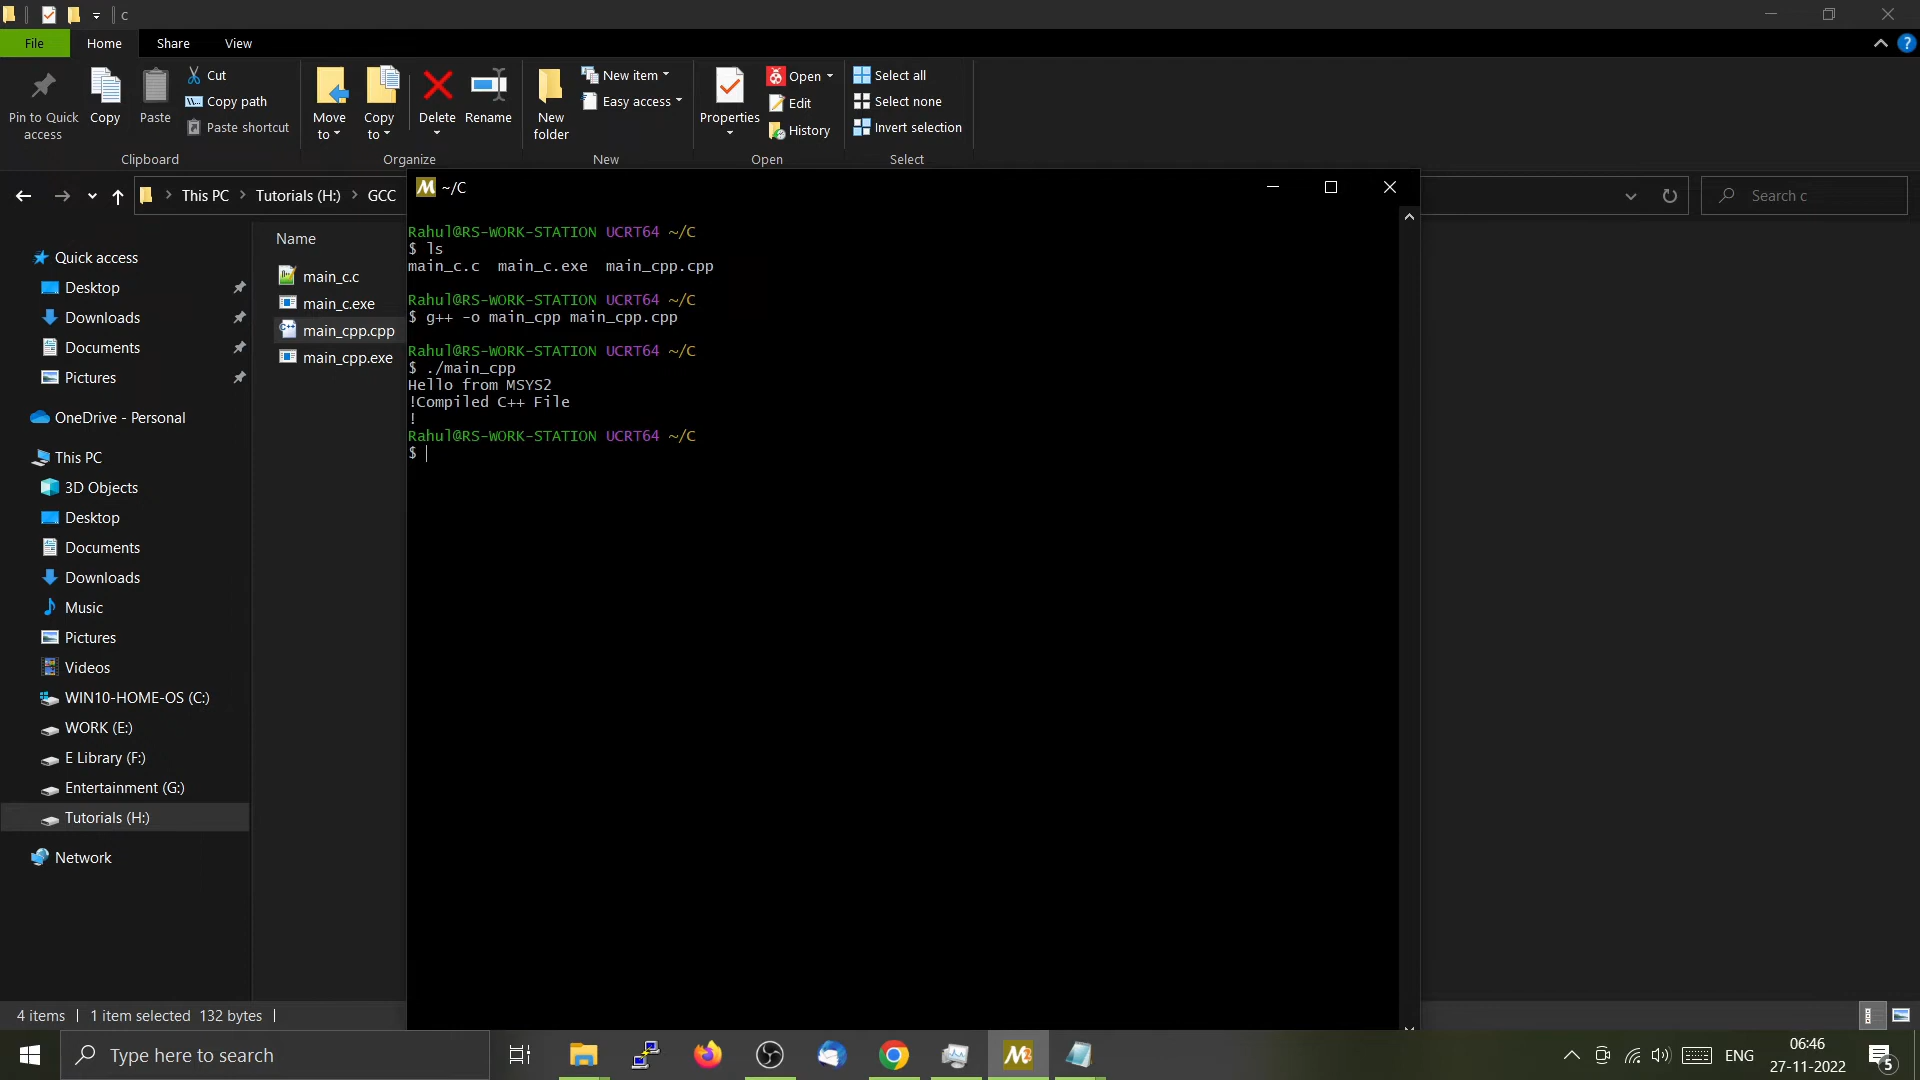 c
File Home Share View
Pin to Quick access
Copy
Paste
Cut
Copy path
Paste shortcut
Clipboard
Move to
Copy to
Delete
Rename
Organize
New folder
New item
Easy access
New
Properties
Open
Edit
History
Open
Select all
Select none
Invert selection
Select
This PC > Tutorials (H:) > GCC
Search c
Quick access
Desktop
Downloads
Documents
Pictures
OneDrive - Personal
This PC
3D Objects
Desktop
Documents
Downloads
Music
Pictures
Videos
WIN10-HOME-OS (C:)
WORK (E:)
E Library (F:)
Entertainment (G:)
Tutorials (H:)
Network
Name
main_c.c
main_c.exe
main_cpp.cpp
main_cpp.exe
M ~/C
Rahul@RS-WORK-STATION UCRT64 ~/C
$ ls
main_c.c main_c.exe main_cpp.cpp
Rahul@RS-WORK-STATION UCRT64 ~/C
$ g++ -o main_cpp main_cpp.cpp
Rahul@RS-WORK-STATION UCRT64 ~/C
$ ./main_cpp
Hello from MSYS2
!Compiled C++ File
!
Rahul@RS-WORK-STATION UCRT64 ~/C
$
4 items 1 item selected 132 bytes
Type here to search
ENG
06:46
27-11-2022
5